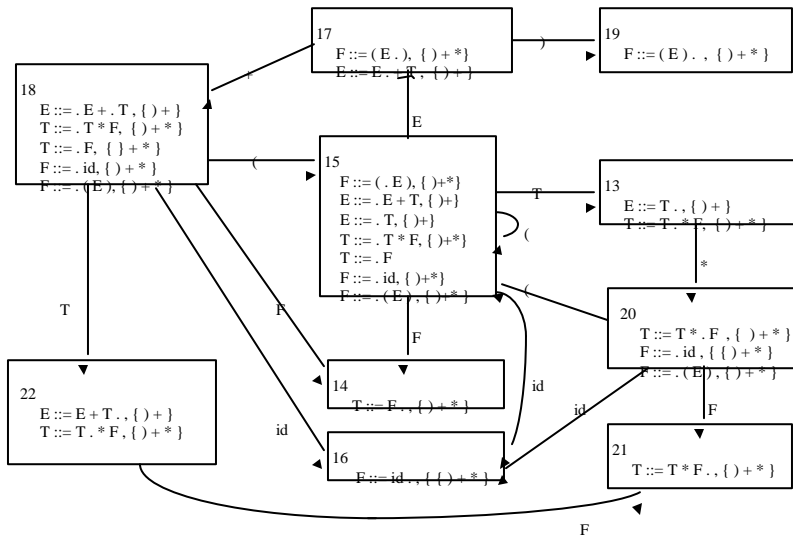 17
F ::= ( E . ), { ) + *}
E ::= E . + T , { ) + }
)
19
F ::= ( E ) . , { ) + * }
18
E ::= . E + . T , { ) + }
T ::= . T * F, { ) + * }
T ::= . F, { } + * }
F ::= . id, { ) + * }
F ::= . ( E ), { ) + * }
+
E
(
15
F ::= ( . E ), { )+*}
E ::= . E + T, { )+}
E ::= . T, { )+}
T ::= . T * F, { )+*}
T ::= . F
F ::= . id, { )+*}
F ::= . ( E ) , { )+* }
T
(
13
E ::= T . , { ) + }
T ::= T . * F, { ) + * }
*
(
20
T ::= T * . F , { ) + * }
F ::= . id , { { ) + * }
F ::= . ( E ) , { ) + * }
T
F
F
22
E ::= E + T . , { ) + }
T ::= T . * F , { ) + * }
14
T ::= F . , { ) + * }
id
id
id
F
16
F ::= id . , { { ) + * }
21
T ::= T * F . , { ) + * }
F